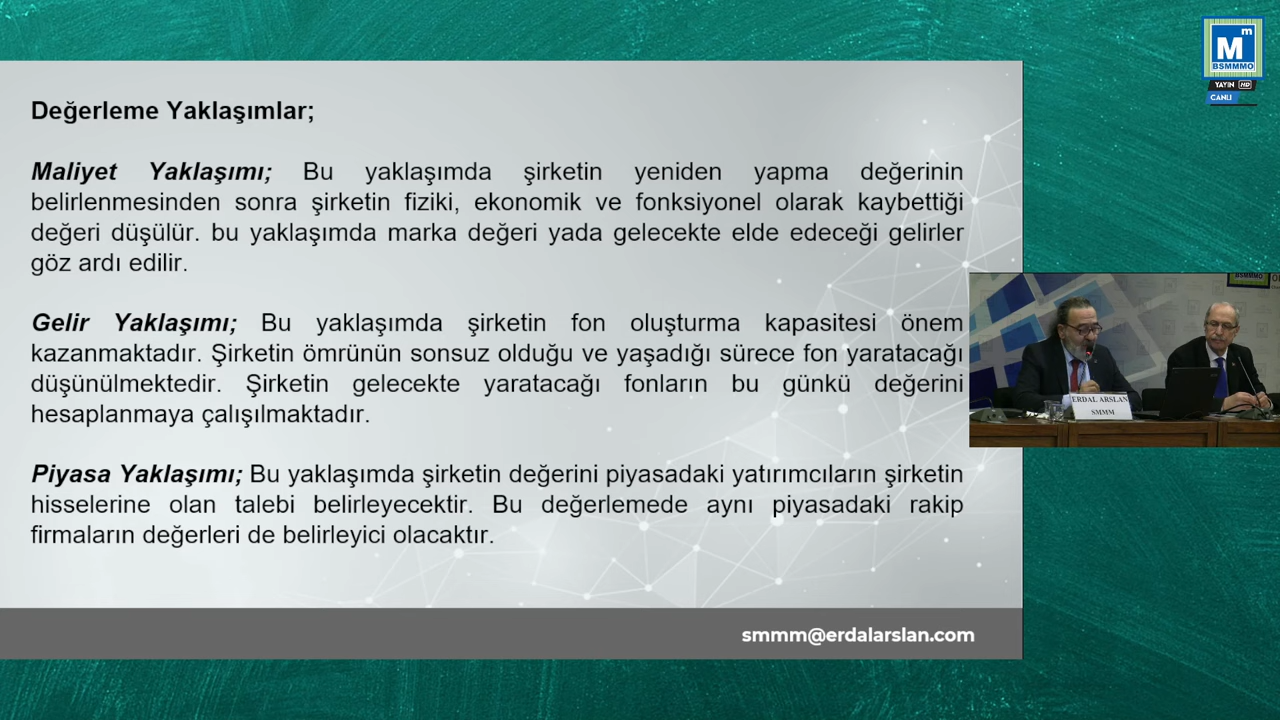 Değerleme Yaklaşımlar;
Maliyet Yaklaşımı; Bu yaklaşımda şirketin yeniden yapma değerinin
belirlenmesinden sonra şirketin fiziki, ekonomik ve fonksiyonel olarak kaybettiği
değeri düşülür. bu yaklaşımda marka değeri yada gelecekte elde edeceği gelirler
göz ardı edilir.
Gelir Yaklaşımı; Bu yaklaşımda şirketin fon oluşturma kapasitesi önem
kazanmaktadır. Şirketin ömrünün sonsuz olduğu ve yaşadığı sürece fon yaratacağı
düşünülmektedir. Şirketin gelecekte yaratacağı fonların bu günkü değerini
hesaplanmaya çalışılmaktadır.
Piyasa Yaklaşımı; Bu yaklaşımda şirketin değerini piyasadaki yatırımcıların şirketin
hisselerine olan talebi belirleyecektir. Bu değerlemede aynı piyasadaki rakip
firmaların değerleri de belirleyici olacaktır.
smmm@erdalarslan.com
Mm
BSMMMO
YAYIN HD
CANLI
BSMMMO
ERDAL ARSLAN
SMMM